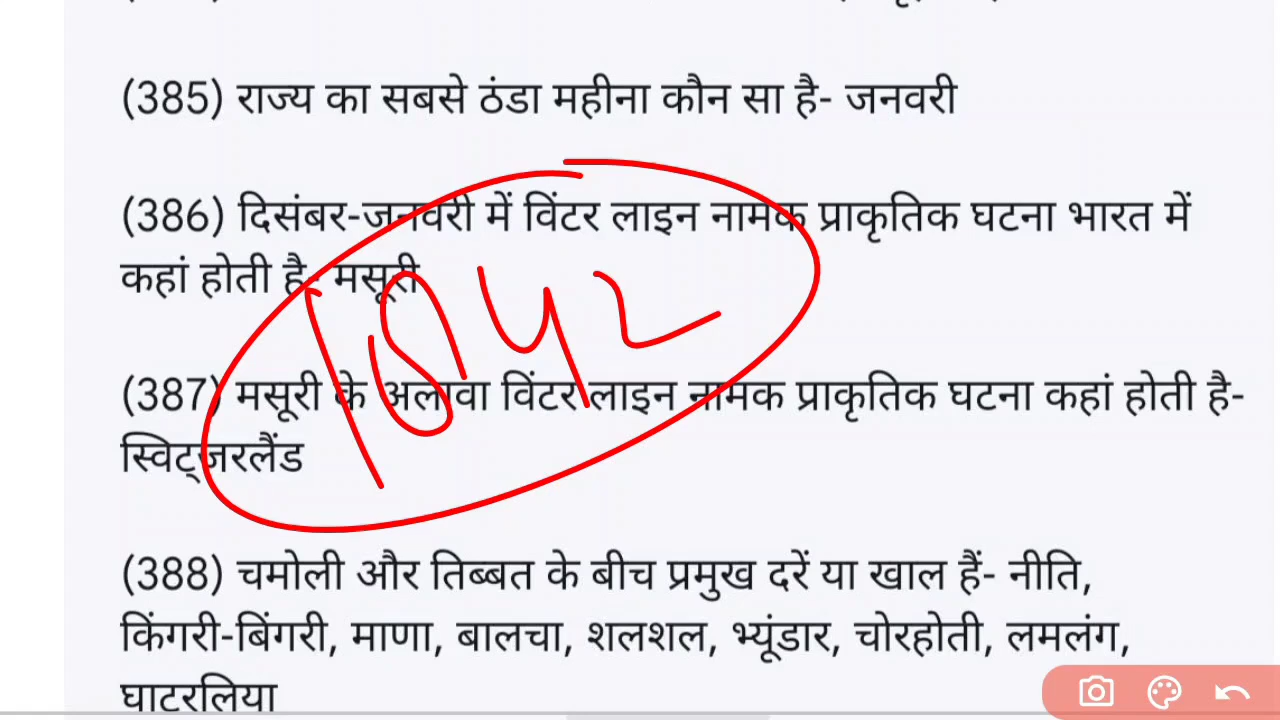 (385) राज्य का सबसे ठंडा महीना कौन सा है- जनवरी
(386) दिसंबर-जनवरी में विंटर लाइन नामक प्राकृतिक घटना भारत में
कहां होती है- मसूरी
1842
(387) मसूरी के अलावा विंटर लाइन नामक प्राकृतिक घटना कहां होती है-
स्विट्जरलैंड
(388) चमोली और तिब्बत के बीच प्रमुख दरें या खाल हैं- नीति,
किंगरी-बिंगरी, माणा, बालचा, शलशल, भ्यूंडार, चोरहोती, लमलंग,
घाटरलिया